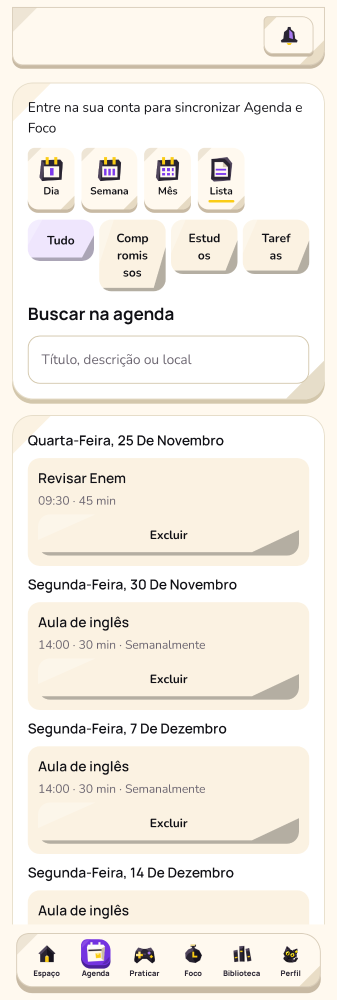 Entre na sua conta para sincronizar Agenda e
Foco
Dia
Semana
Mês
Lista
Tudo
Comp
romis
sos
Estud
os
Taref
as
Buscar na agenda
Título, descrição ou local
Quarta-Feira, 25 De Novembro
Revisar Enem
09:30 · 45 min
Excluir
Segunda-Feira, 30 De Novembro
Aula de inglês
14:00 · 30 min · Semanalmente
Excluir
Segunda-Feira, 7 De Dezembro
Aula de inglês
14:00 · 30 min · Semanalmente
Excluir
Segunda-Feira, 14 De Dezembro
Aula de inglês
Espaço
Agenda
Praticar
Foco
Biblioteca
Perfil